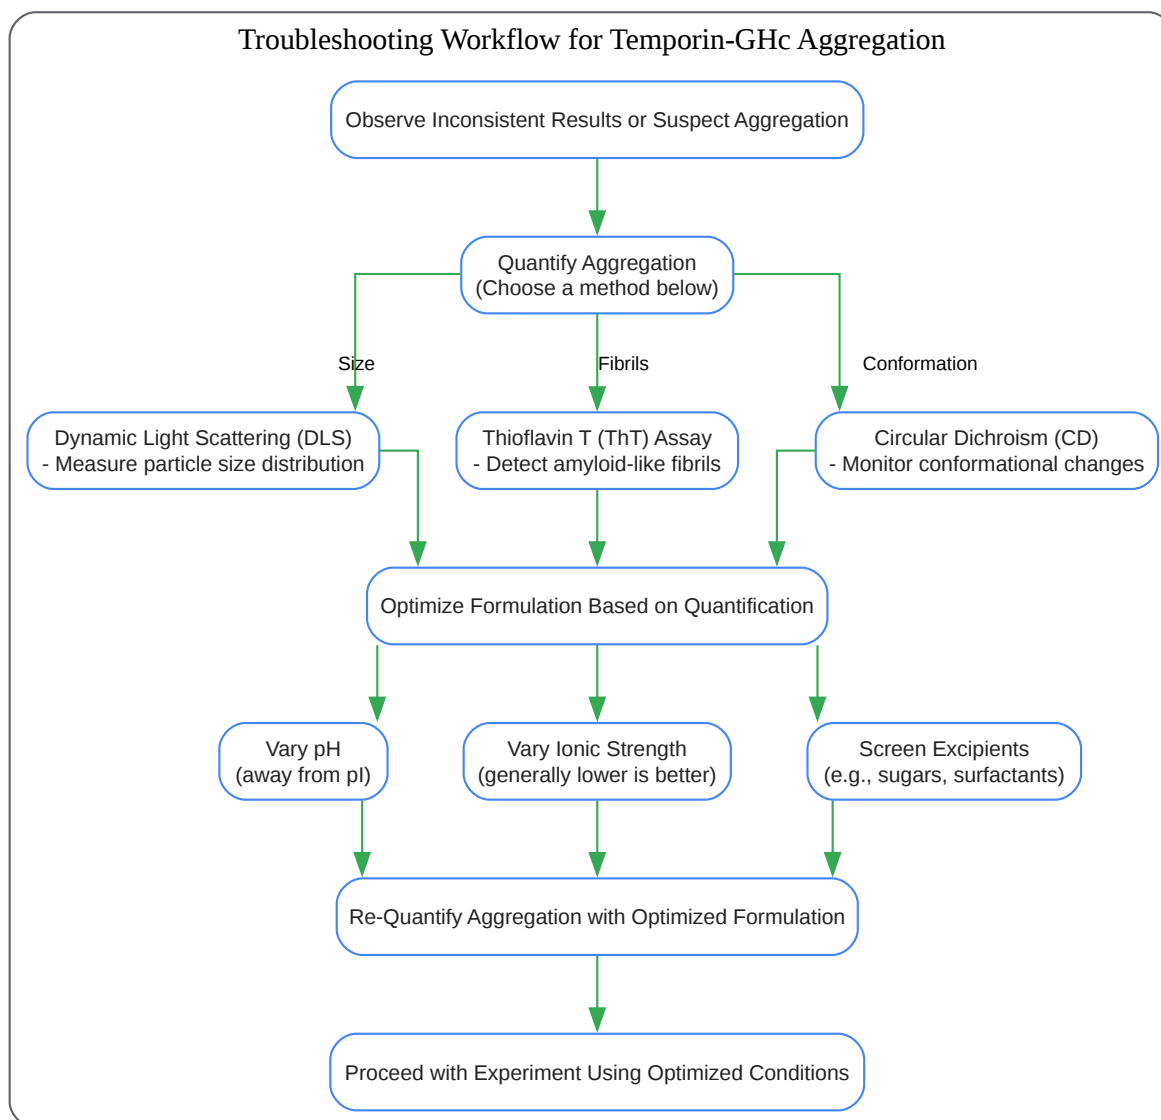 Troubleshooting Workflow for Temporin-GHc Aggregation
Observe Inconsistent Results or Suspect Aggregation
Quantify Aggregation
(Choose a method below)
Size
Fibrils
Conformation
Dynamic Light Scattering (DLS)
- Measure particle size distribution
Thioflavin T (ThT) Assay
- Detect amyloid-like fibrils
Circular Dichroism (CD)
- Monitor conformational changes
Optimize Formulation Based on Quantification
Vary pH
(away from pI)
Vary Ionic Strength
(generally lower is better)
Screen Excipients
(e.g., sugars, surfactants)
Re-Quantify Aggregation with Optimized Formulation
Proceed with Experiment Using Optimized Conditions